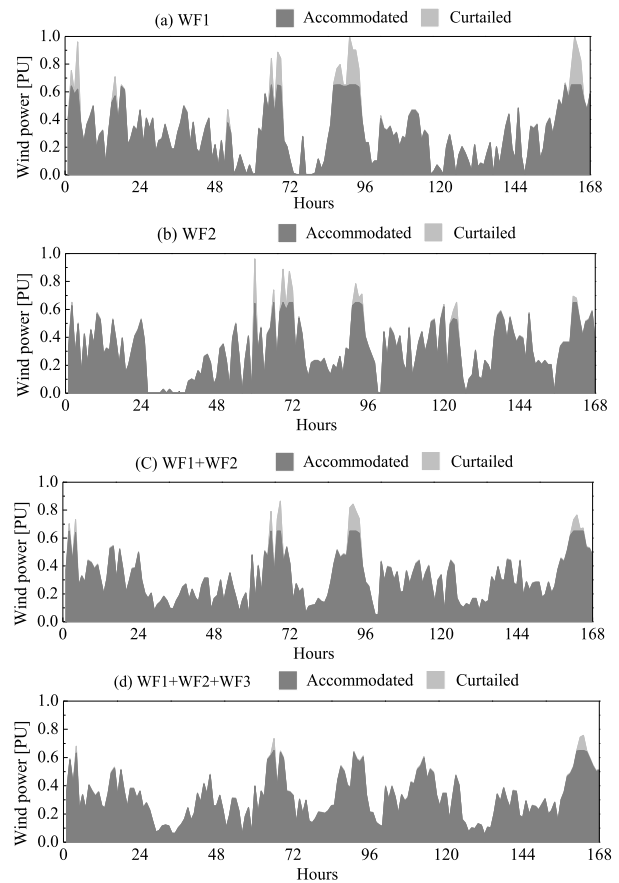 (a) WF1 Accommodated Curtailed
Wind power [PU]
1.0
0.8
0.6
0.4
0.2
0.0
0 24 48 72 96 120 144 168
Hours
(b) WF2 Accommodated Curtailed
Wind power [PU]
1.0
0.8
0.6
0.4
0.2
0.0
0 24 48 72 96 120 144 168
Hours
(C) WF1+WF2 Accommodated Curtailed
Wind power [PU]
1.0
0.8
0.6
0.4
0.2
0.0
0 24 48 72 96 120 144 168
Hours
(d) WF1+WF2+WF3 Accommodated Curtailed
Wind power [PU]
1.0
0.8
0.6
0.4
0.2
0.0
0 24 48 72 96 120 144 168
Hours